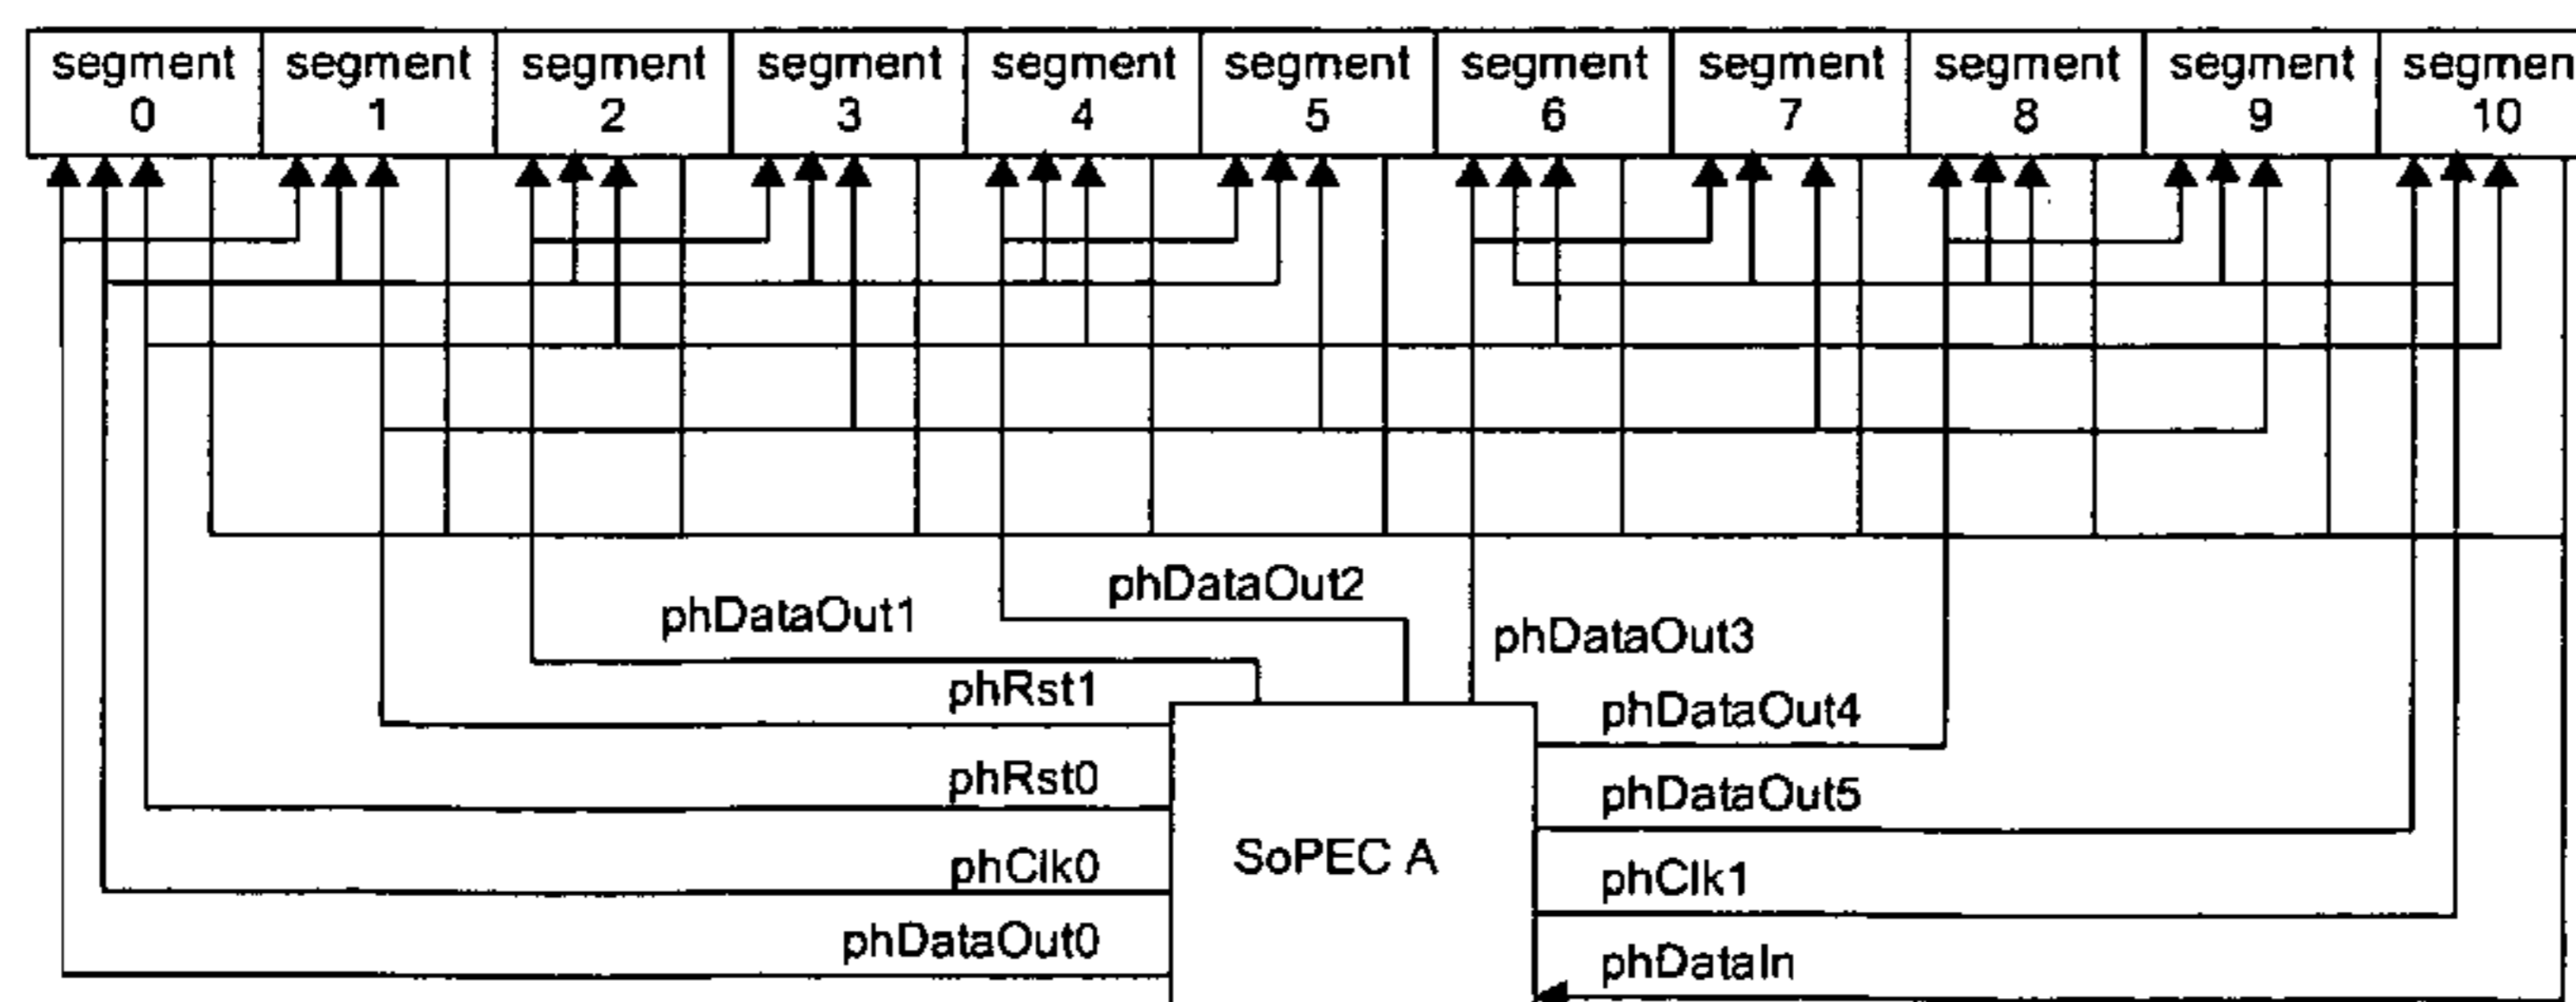 segment 0
segment 1
segment 2
segment 3
segment 4
segment 5
segment 6
segment 7
segment 8
segment 9
segmen 10
phDataOut2
phDataOut1
phDataOut3
phRst1
phDataOut4
phRst0
phDataOut5
SoPEC A
phClk0
phClk1
phDataOut0
phDataIn